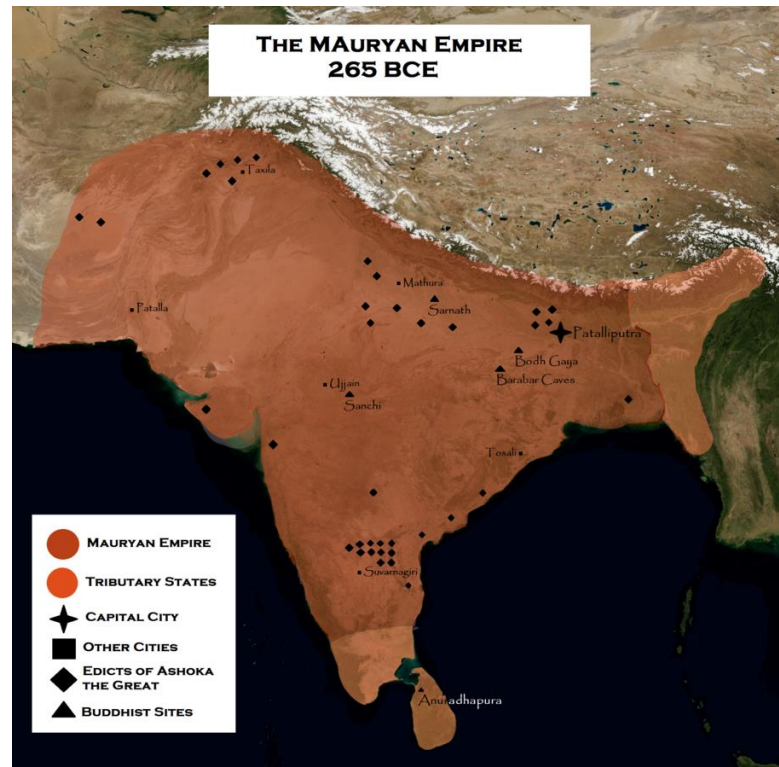 The MAuryan Empire
265 BCE
Taxila
Mathura
Patalla
Sarnath
Patalliputra
Bodh Gaya
Barabar Caves
Ujjain
Sanchi
Tosali
Suvarnagiri
Anuradhapura
Mauryan Empire
Tributary States
Capital City
Other Cities
Edicts of Ashoka
the Great
Buddhist Sites